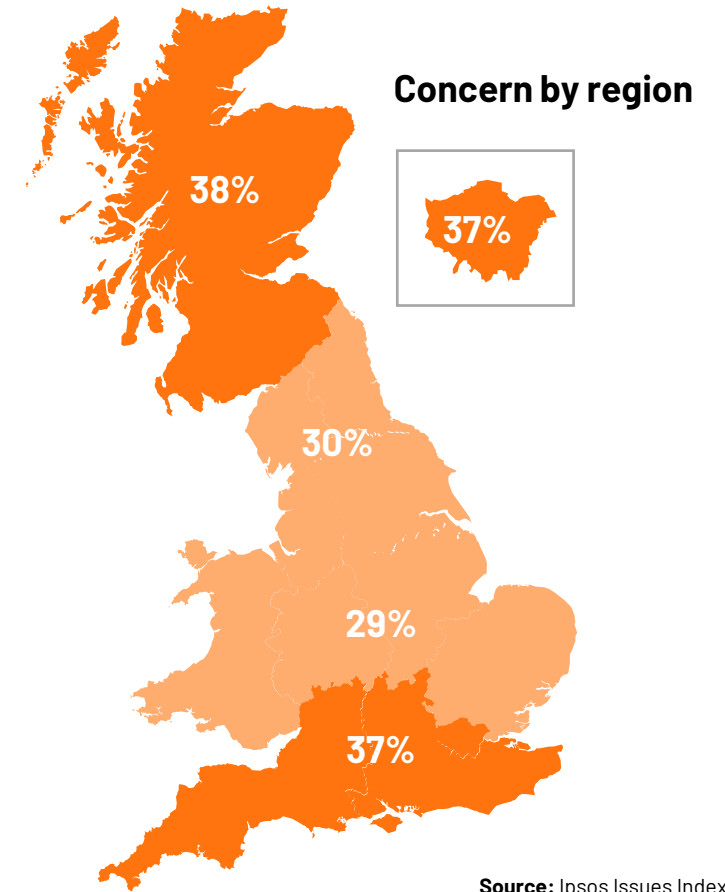 Concern by region
38%
37%
30%
29%
37%
Source: Ipsos Issues Index